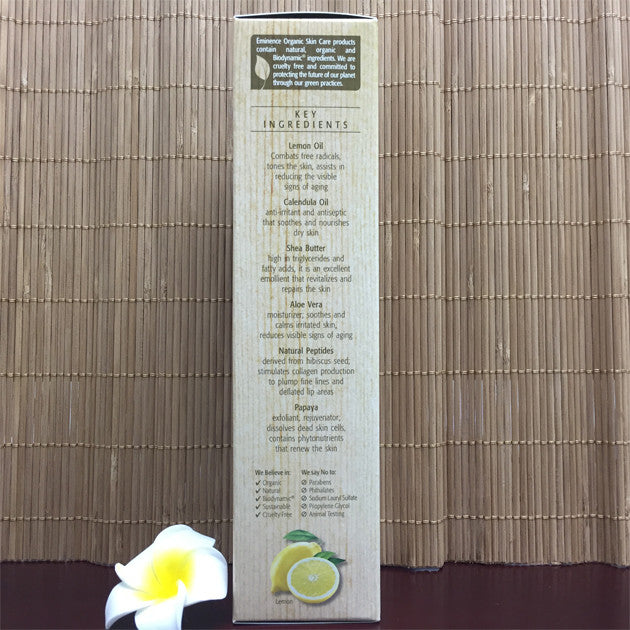 Eminence Organic Skin Care products
contain natural, organic and
Biodynamic® ingredients. We are
cruelty free and committed to
protecting the future of our planet
through our green practices.
KEY
INGREDIENTS
Lemon Oil
Combats free radicals,
tones the skin, assists in
reducing the visible
signs of aging
Calendula Oil
anti-irritant and antiseptic
that soothes and nourishes
dry skin
Shea Butter
high in triglycerides and
fatty acids, it is an excellent
emollient that revitalizes and
repairs the skin
Aloe Vera
moisturizer, soothes and
calms irritated skin,
reduces visible signs of aging
Natural Peptides
derived from hibiscus seed;
stimulates collagen production
to plump fine lines and
deflated lip areas
Papaya
exfoliant, rejuvenator,
dissolves dead skin cells,
contains phytonutrients
that renew the skin
We Believe in:
✓ Organic
✓ Natural
✓ Biodynamic®
✓ Sustainable
✓ Cruelty Free
We say No to:
⊘ Parabens
⊘ Phthalates
⊘ Sodium Lauryl Sulfate
⊘ Propylene Glycol
⊘ Animal Testing
Lemon